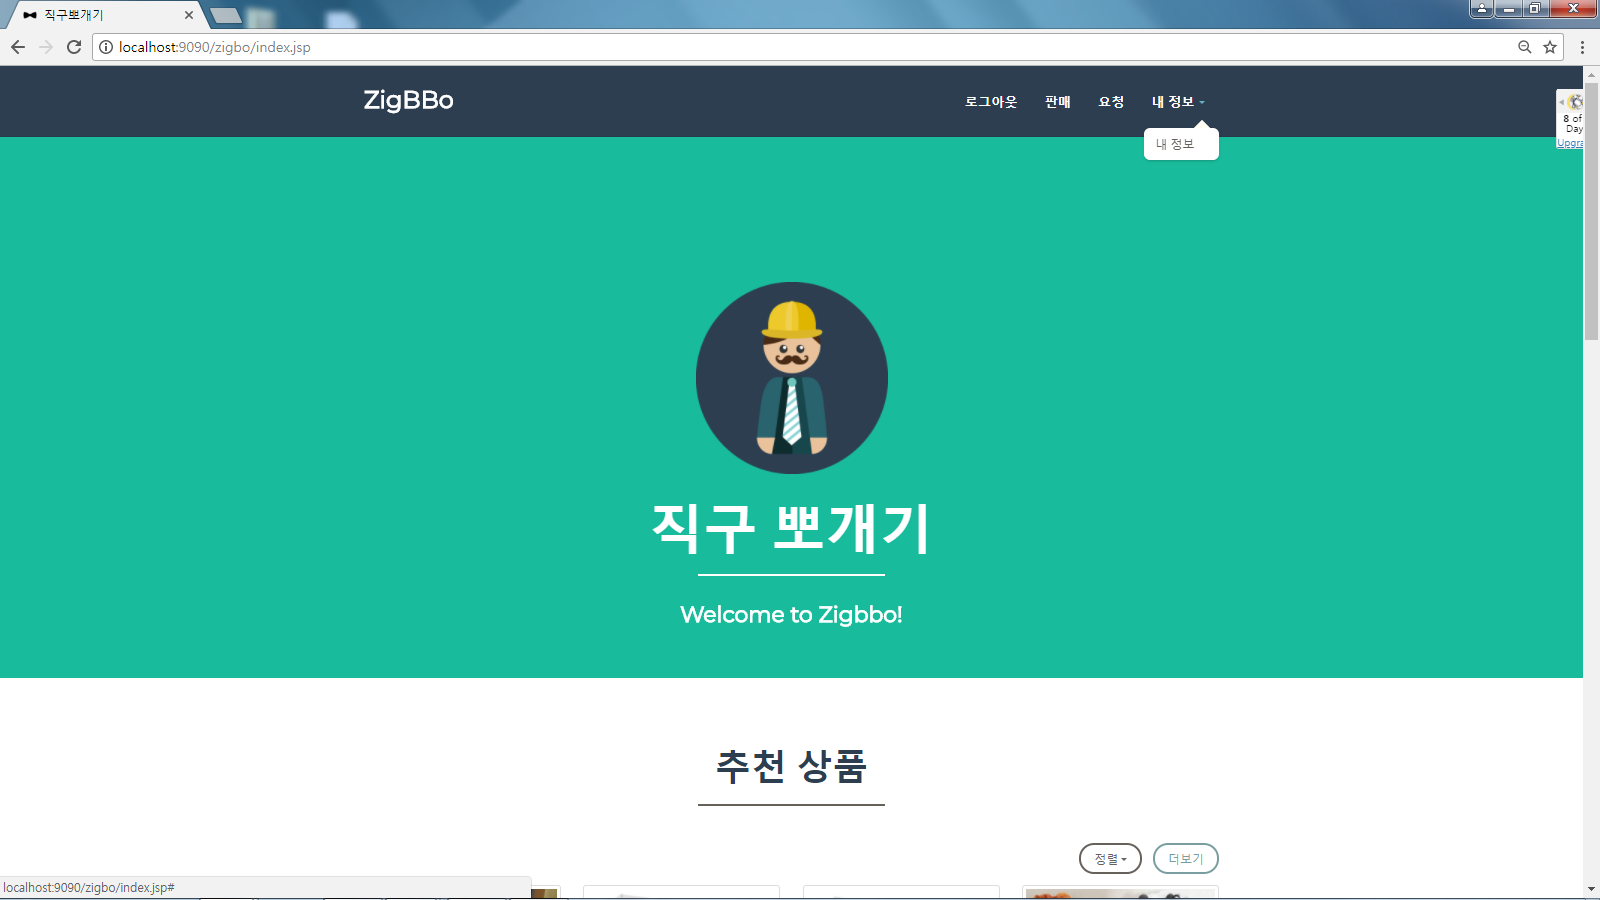 직구뽀개기
localhost:9090/zigbo/index.jsp
ZigBBo
로그아웃 판매 요청 내 정보
내 정보
8 of
Day
Upgra
직구 뽀개기
Welcome to Zigbbo!
추천 상품
정렬 더보기
localhost:9090/zigbo/index.jsp#